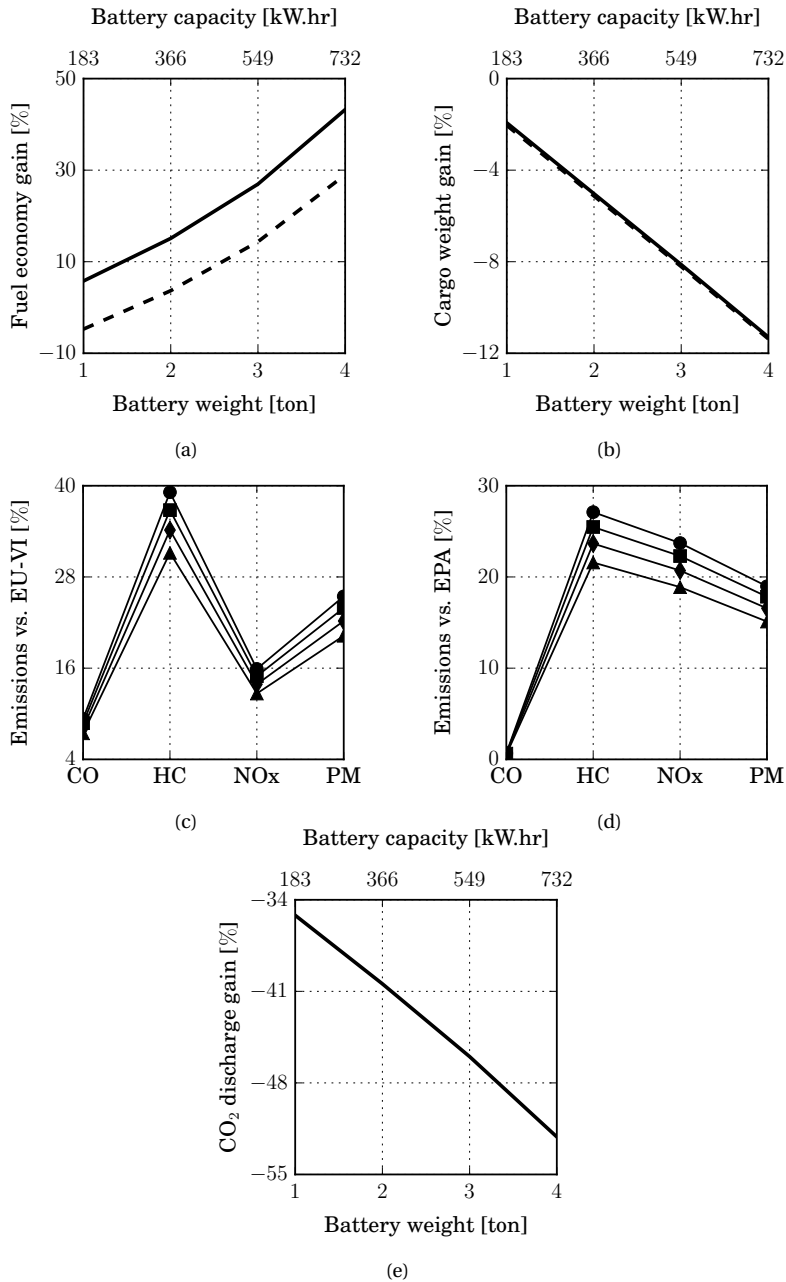 Battery capacity [kW.hr]
183 366 549 732
50
30
10
−10
Fuel economy gain [%]
1 2 3 4
Battery weight [ton]
(a)
Battery capacity [kW.hr]
183 366 549 732
0
−4
−8
−12
Cargo weight gain [%]
1 2 3 4
Battery weight [ton]
(b)
40
28
16
4
Emissions vs. EU-VI [%]
CO HC NOx PM
(c)
30
20
10
0
Emissions vs. EPA [%]
CO HC NOx PM
(d)
Battery capacity [kW.hr]
183 366 549 732
−34
−41
−48
−55
CO₂ discharge gain [%]
1 2 3 4
Battery weight [ton]
(e)